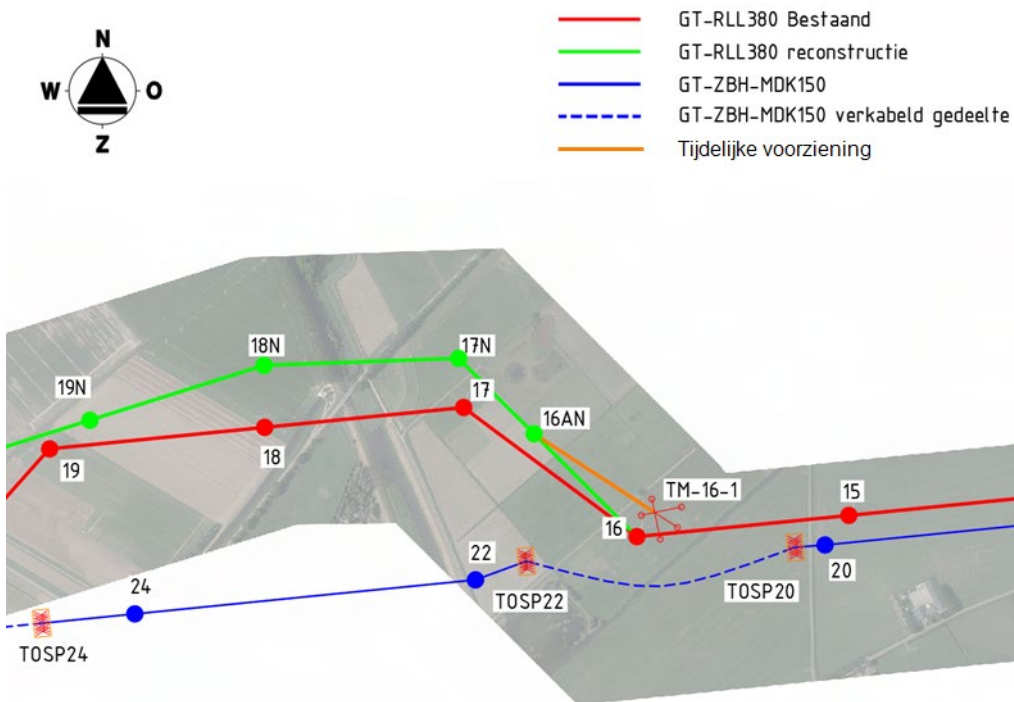 N
W O
Z
GT-RLL380 Bestaand
GT-RLL380 reconstructie
GT-ZBH-MDK150
GT-ZBH-MDK150 verkabeld gedeelte
Tijdelijke voorziening
18N
17N
19N
17
16AN
18
19
TM-16-1
15
16
22
20
TOSP22
TOSP20
24
TOSP24